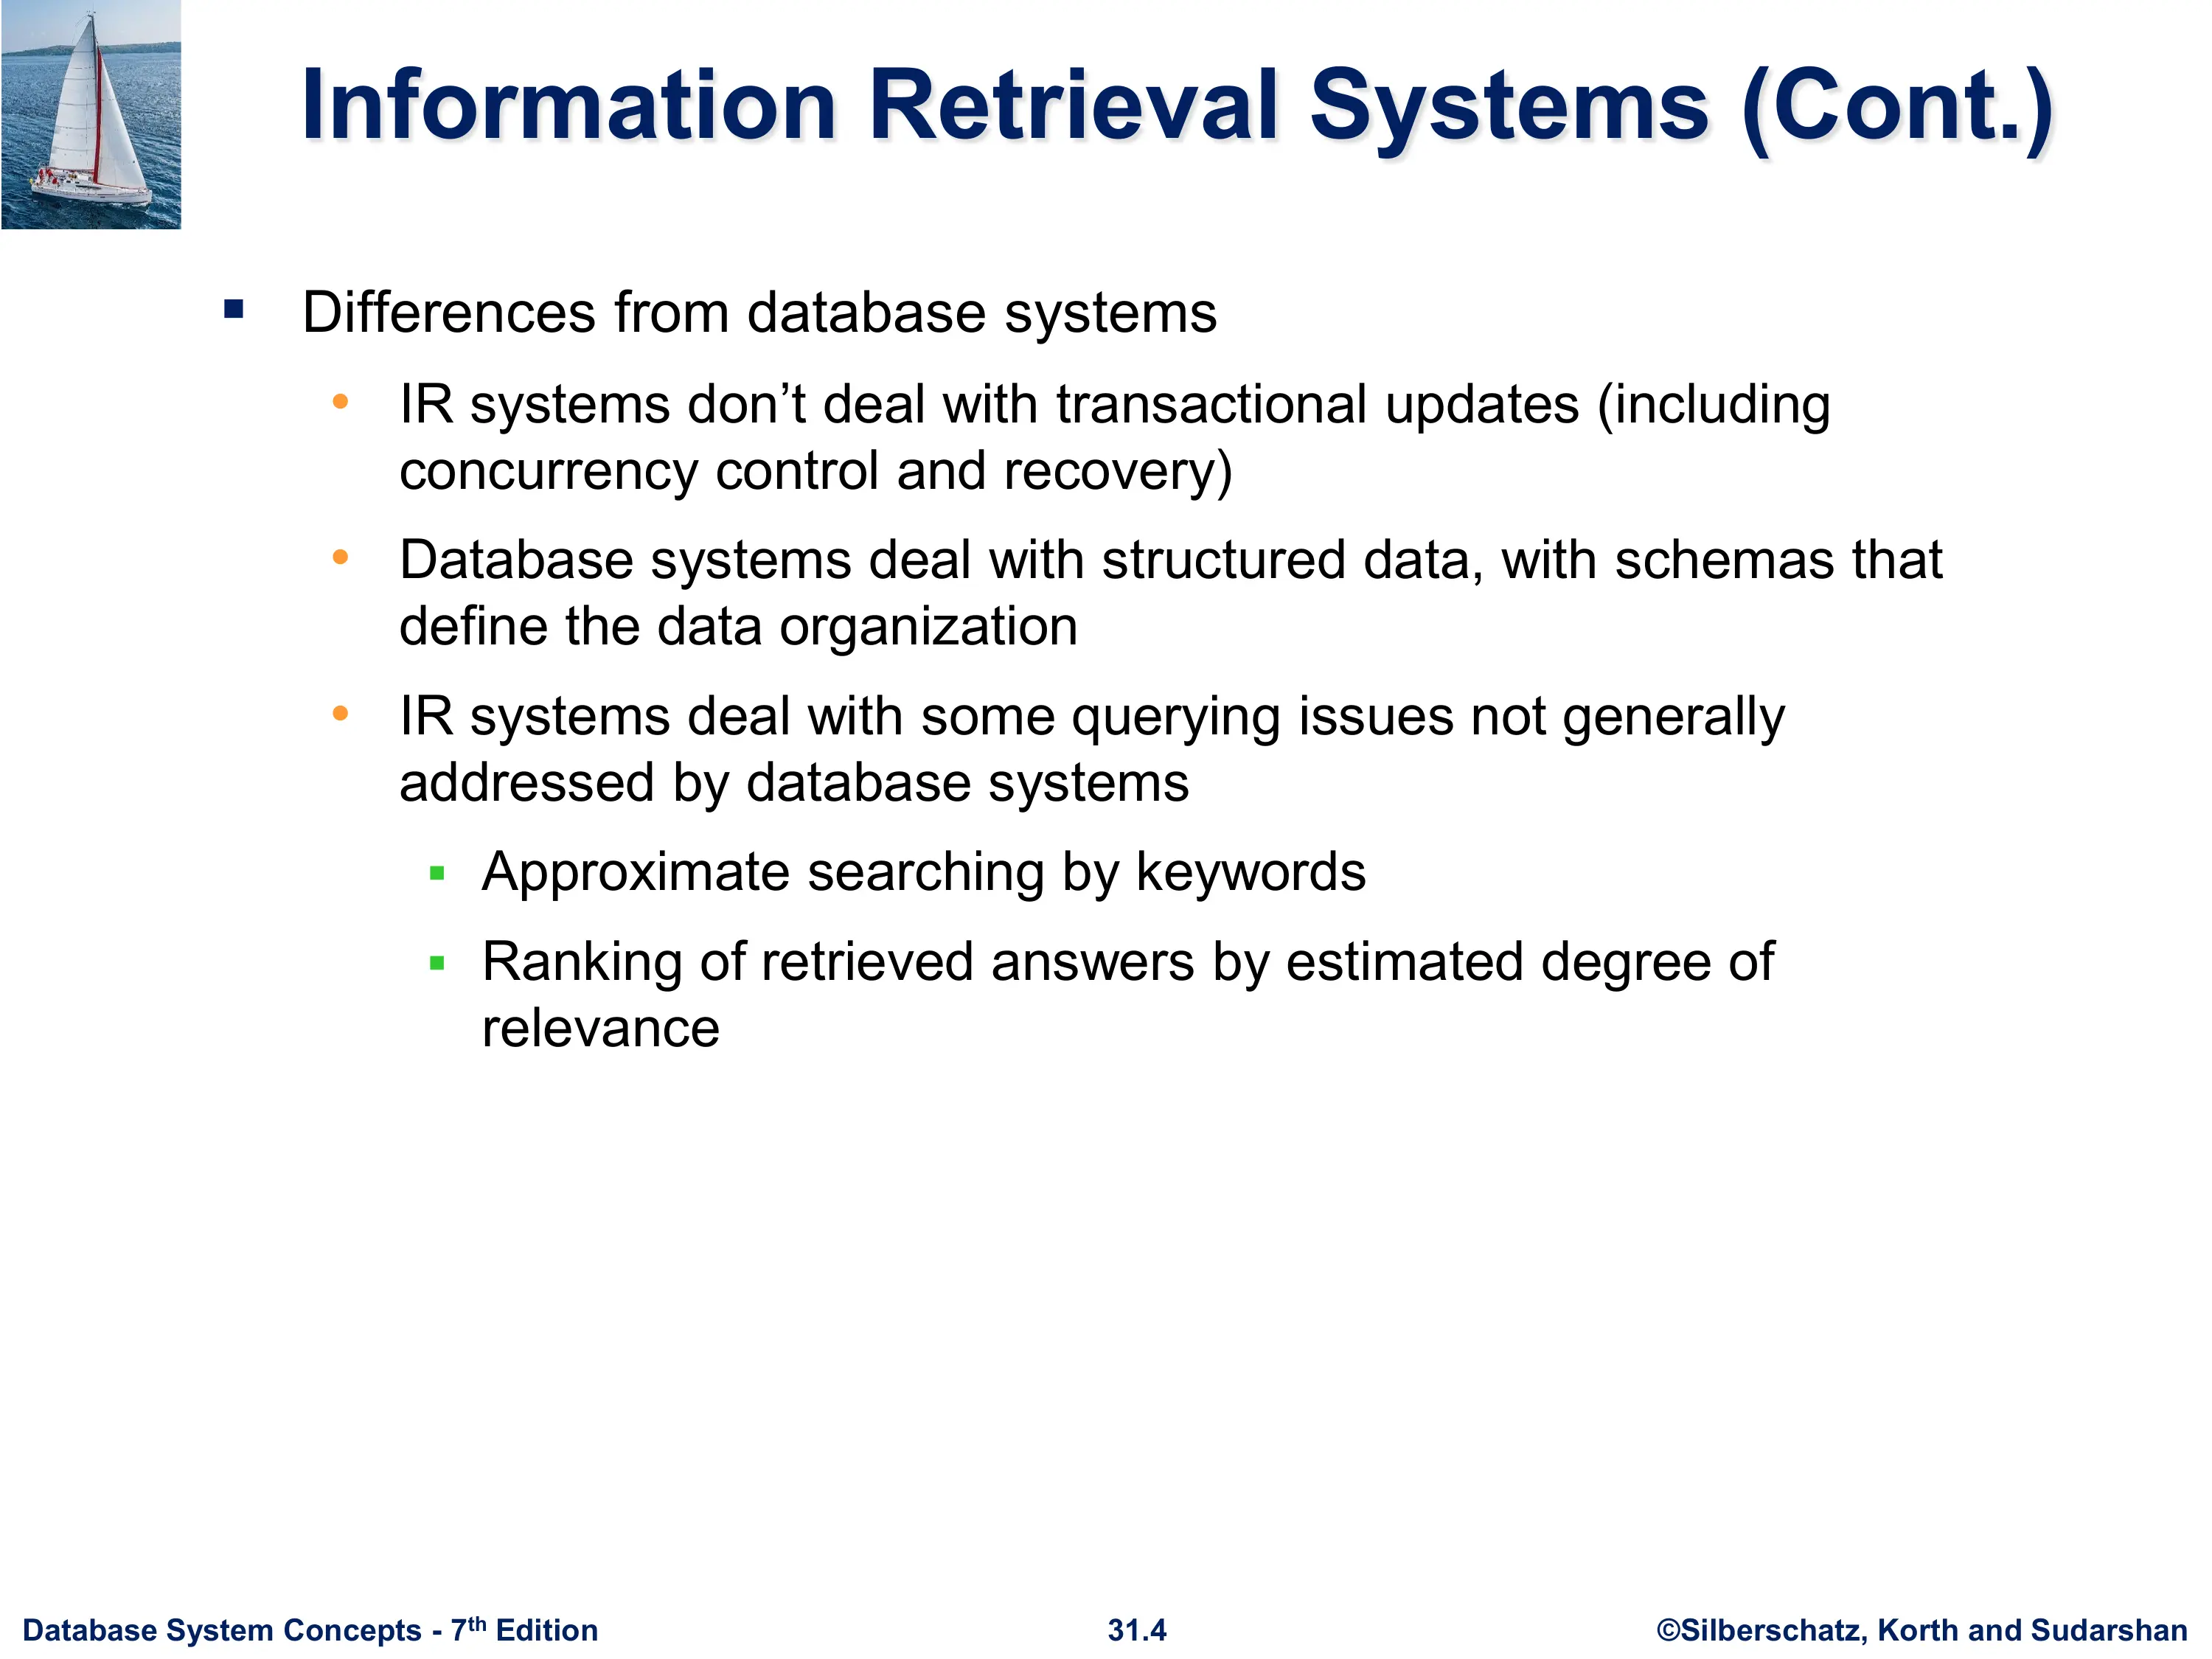 Information Retrieval Systems (Cont.)
▪ Differences from database systems
• IR systems don’t deal with transactional updates (including
concurrency control and recovery)
• Database systems deal with structured data, with schemas that
define the data organization
• IR systems deal with some querying issues not generally
addressed by database systems
▪ Approximate searching by keywords
▪ Ranking of retrieved answers by estimated degree of
relevance
Database System Concepts - 7th Edition
31.4
©Silberschatz, Korth and Sudarshan